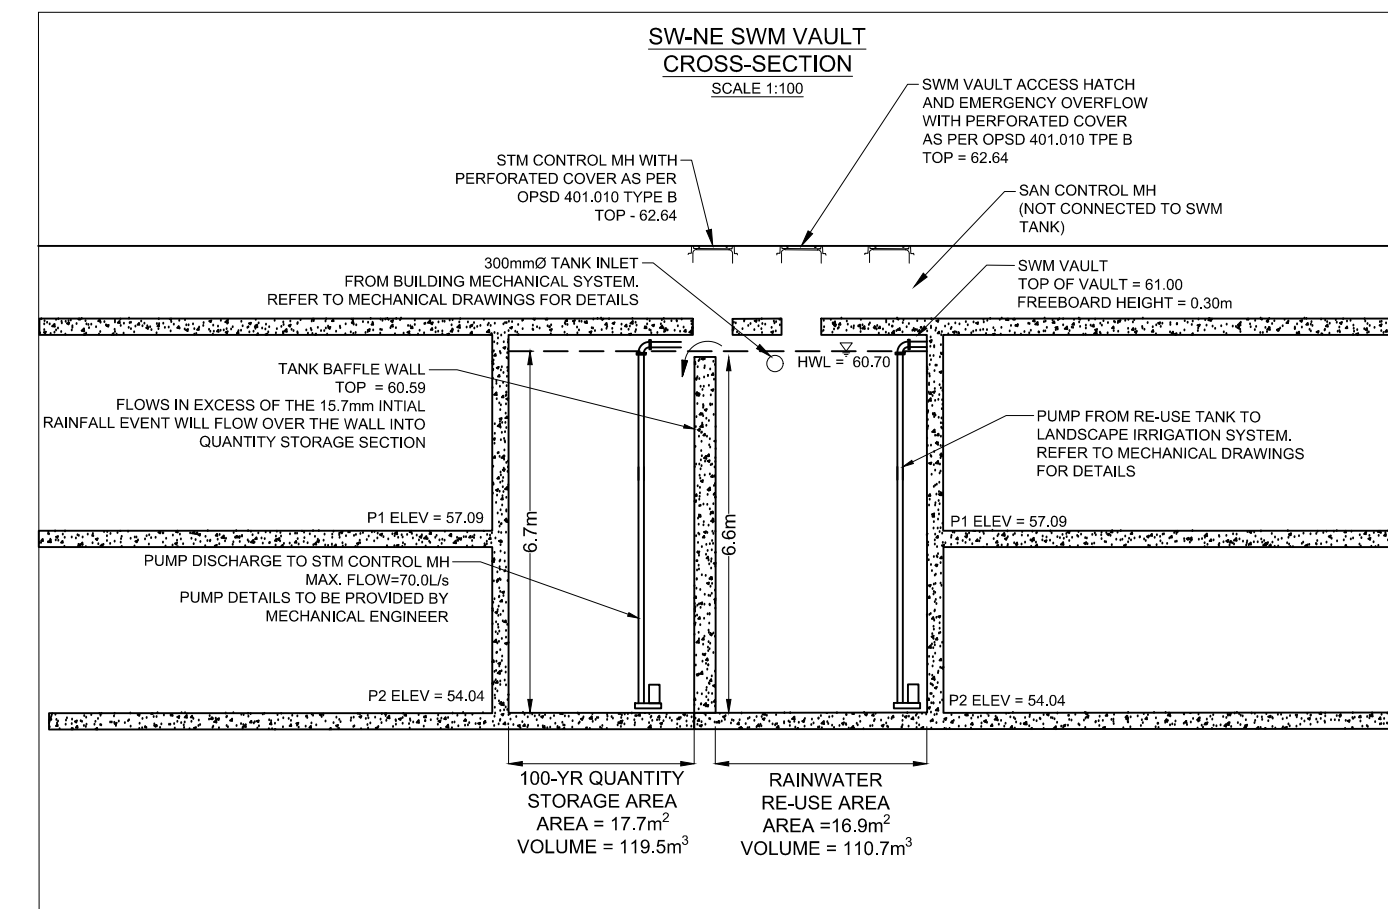 SW-NE SWM VAULT
CROSS-SECTION
SCALE 1:100
SWM VAULT ACCESS HATCH
AND EMERGENCY OVERFLOW
WITH PERFORATED COVER
AS PER OPSD 401.010 TPE B
TOP = 62.64
STM CONTROL MH WITH
PERFORATED COVER AS PER
OPSD 401.010 TYPE B
TOP - 62.64
SAN CONTROL MH
(NOT CONNECTED TO SWM
TANK)
300mmØ TANK INLET
FROM BUILDING MECHANICAL SYSTEM.
REFER TO MECHANICAL DRAWINGS FOR DETAILS
SWM VAULT
TOP OF VAULT = 61.00
FREEBOARD HEIGHT = 0.30m
HWL = 60.70
TANK BAFFLE WALL
TOP = 60.59
FLOWS IN EXCESS OF THE 15.7mm INTIAL
RAINFALL EVENT WILL FLOW OVER THE WALL INTO
QUANTITY STORAGE SECTION
PUMP FROM RE-USE TANK TO
LANDSCAPE IRRIGATION SYSTEM.
REFER TO MECHANICAL DRAWINGS
FOR DETAILS
P1 ELEV = 57.09
6.7m
6.6m
P1 ELEV = 57.09
PUMP DISCHARGE TO STM CONTROL MH
MAX. FLOW=70.0L/s
PUMP DETAILS TO BE PROVIDED BY
MECHANICAL ENGINEER
P2 ELEV = 54.04
P2 ELEV = 54.04
100-YR QUANTITY
STORAGE AREA
AREA = 17.7m²
VOLUME = 119.5m³
RAINWATER
RE-USE AREA
AREA =16.9m²
VOLUME = 110.7m³